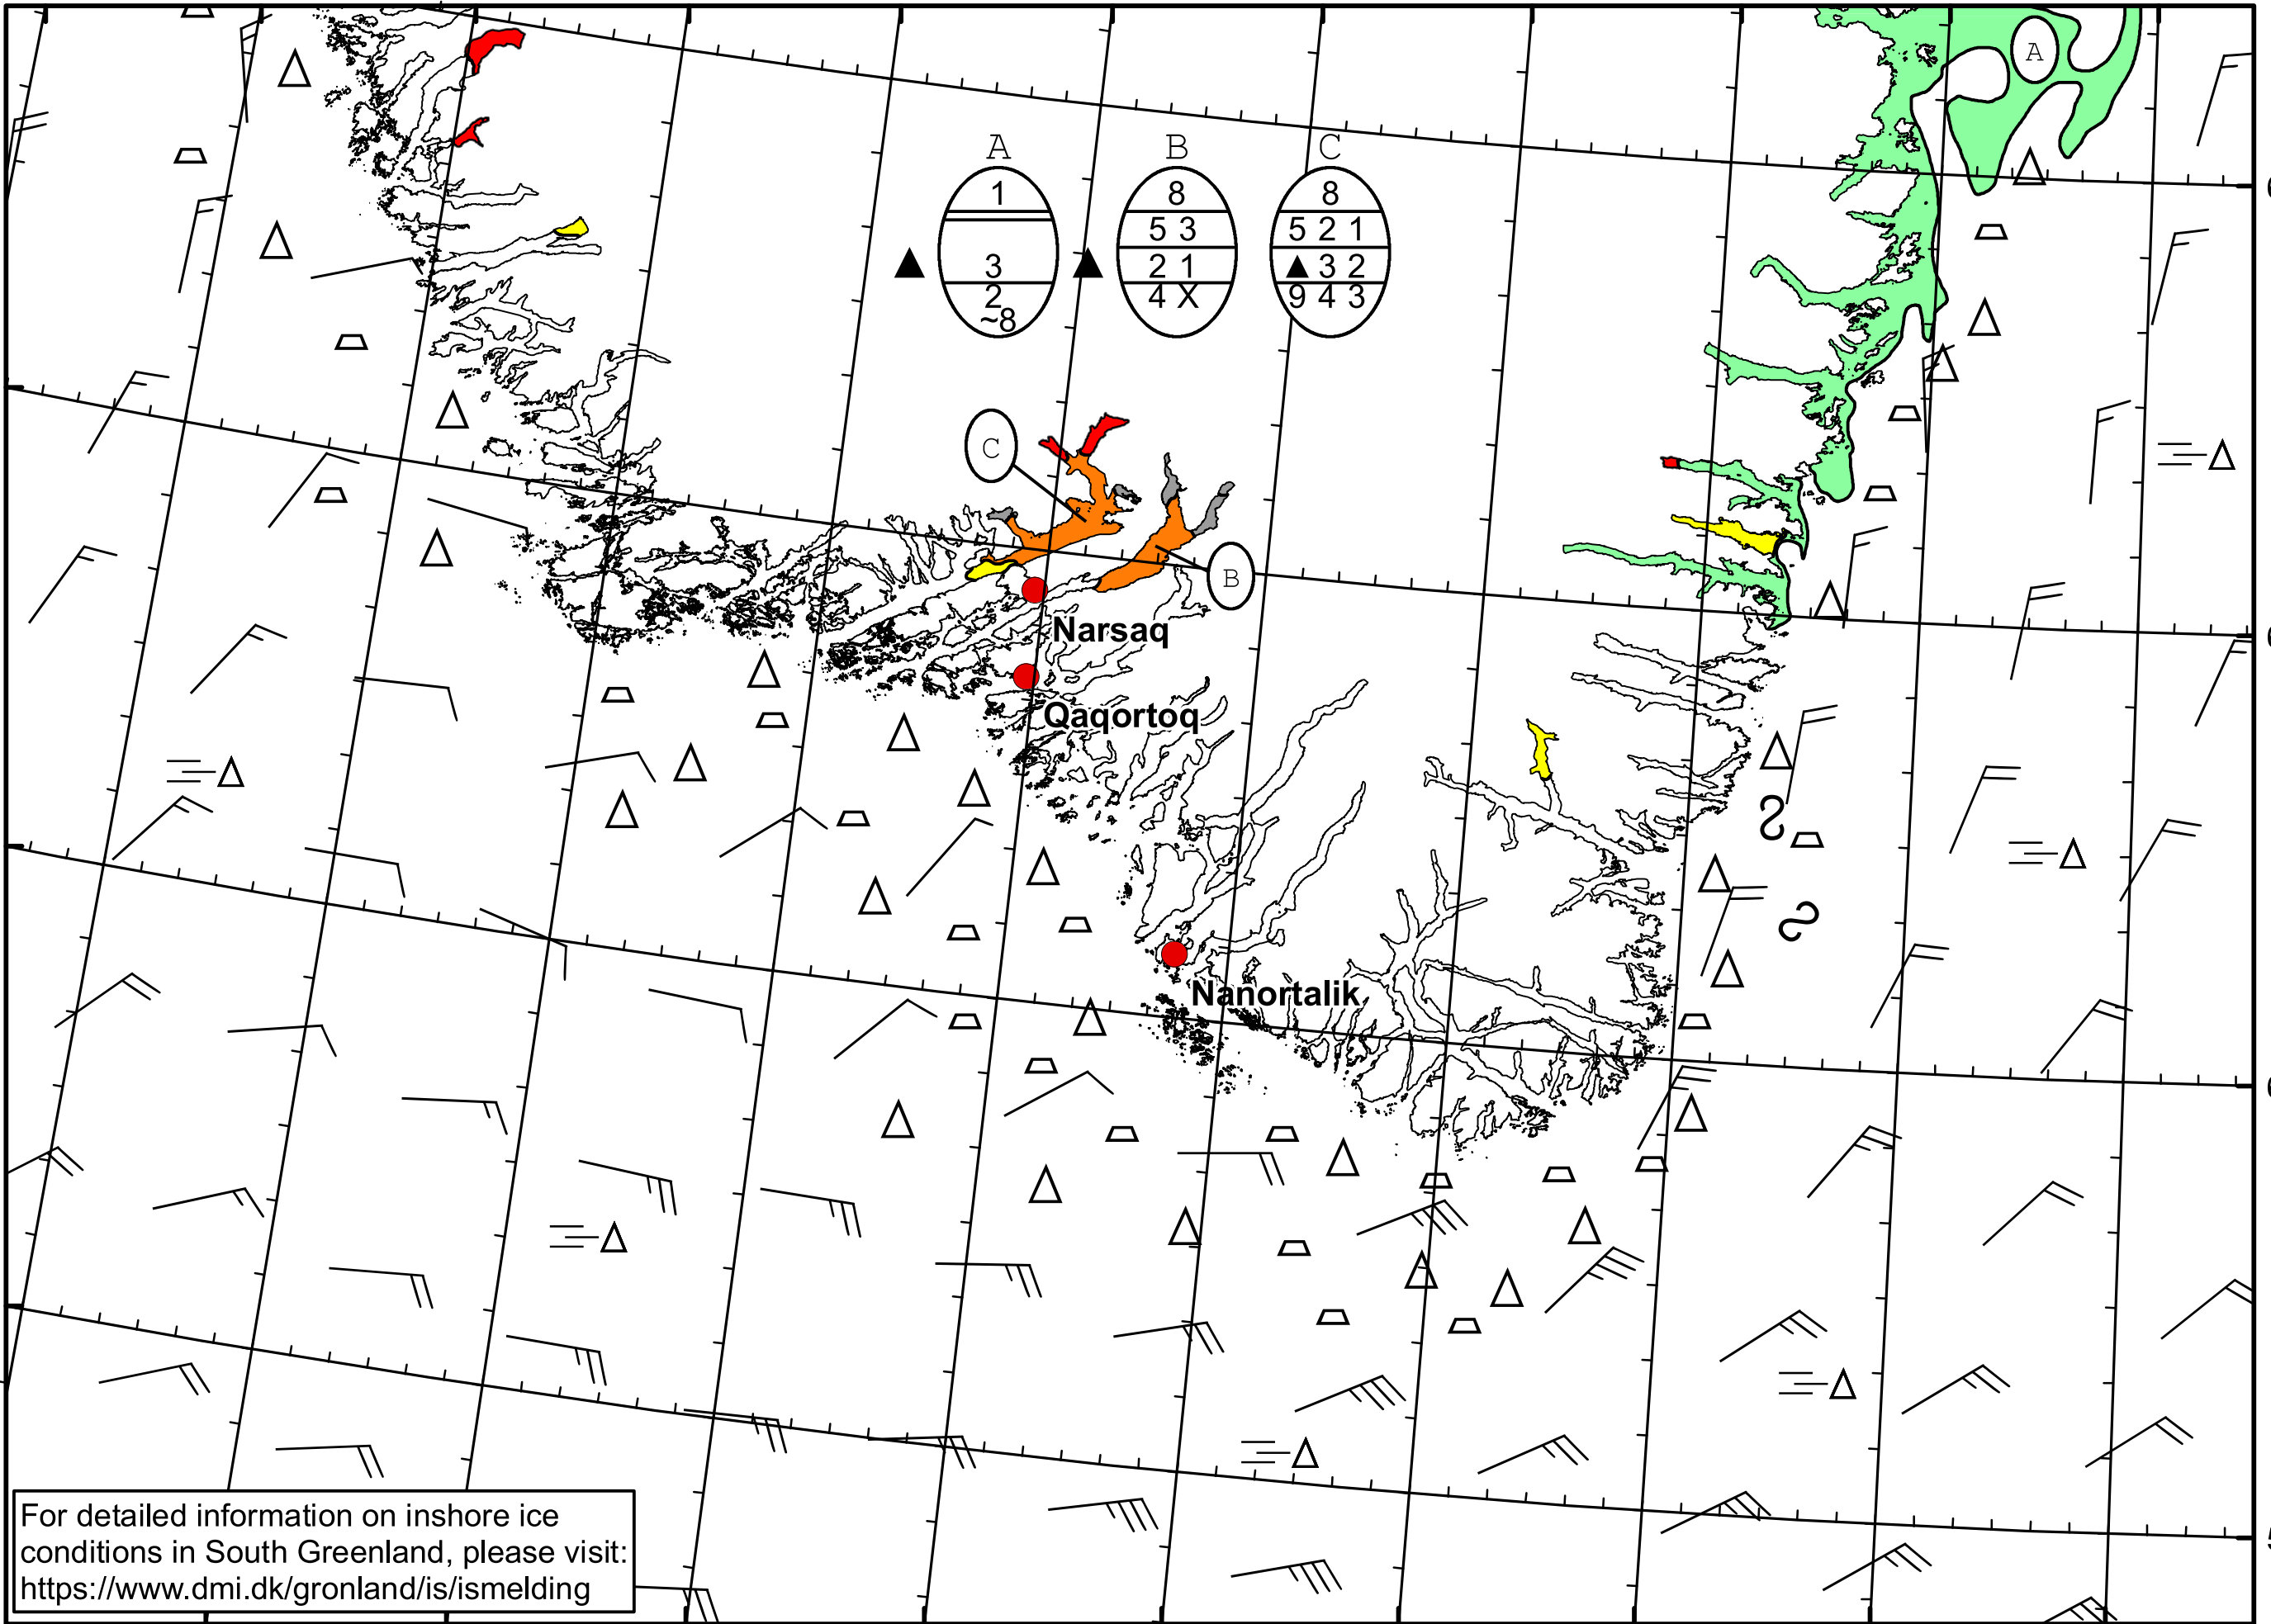 A
A B C
1 8 8
5 3 5 2 1
3 2 1 ▲ 3 2
2 4 X 9 4 3
~8
C
B
Narsaq
Qaqortoq
Nanortalik
For detailed information on inshore ice
conditions in South Greenland, please visit:
https://www.dmi.dk/gronland/is/ismelding